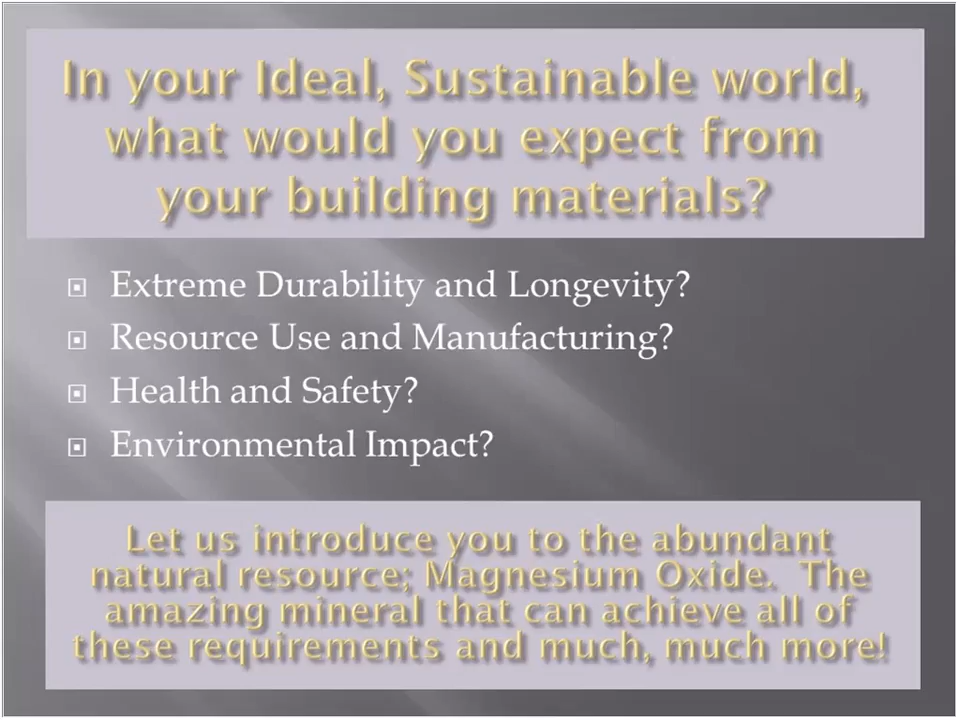 In your Ideal, Sustainable world,
what would you expect from
your building materials?
Extreme Durability and Longevity?
Resource Use and Manufacturing?
Health and Safety?
Environmental Impact?
Let us introduce you to the abundant
natural resource; Magnesium Oxide. The
amazing mineral that can achieve all of
these requirements and much, much more!